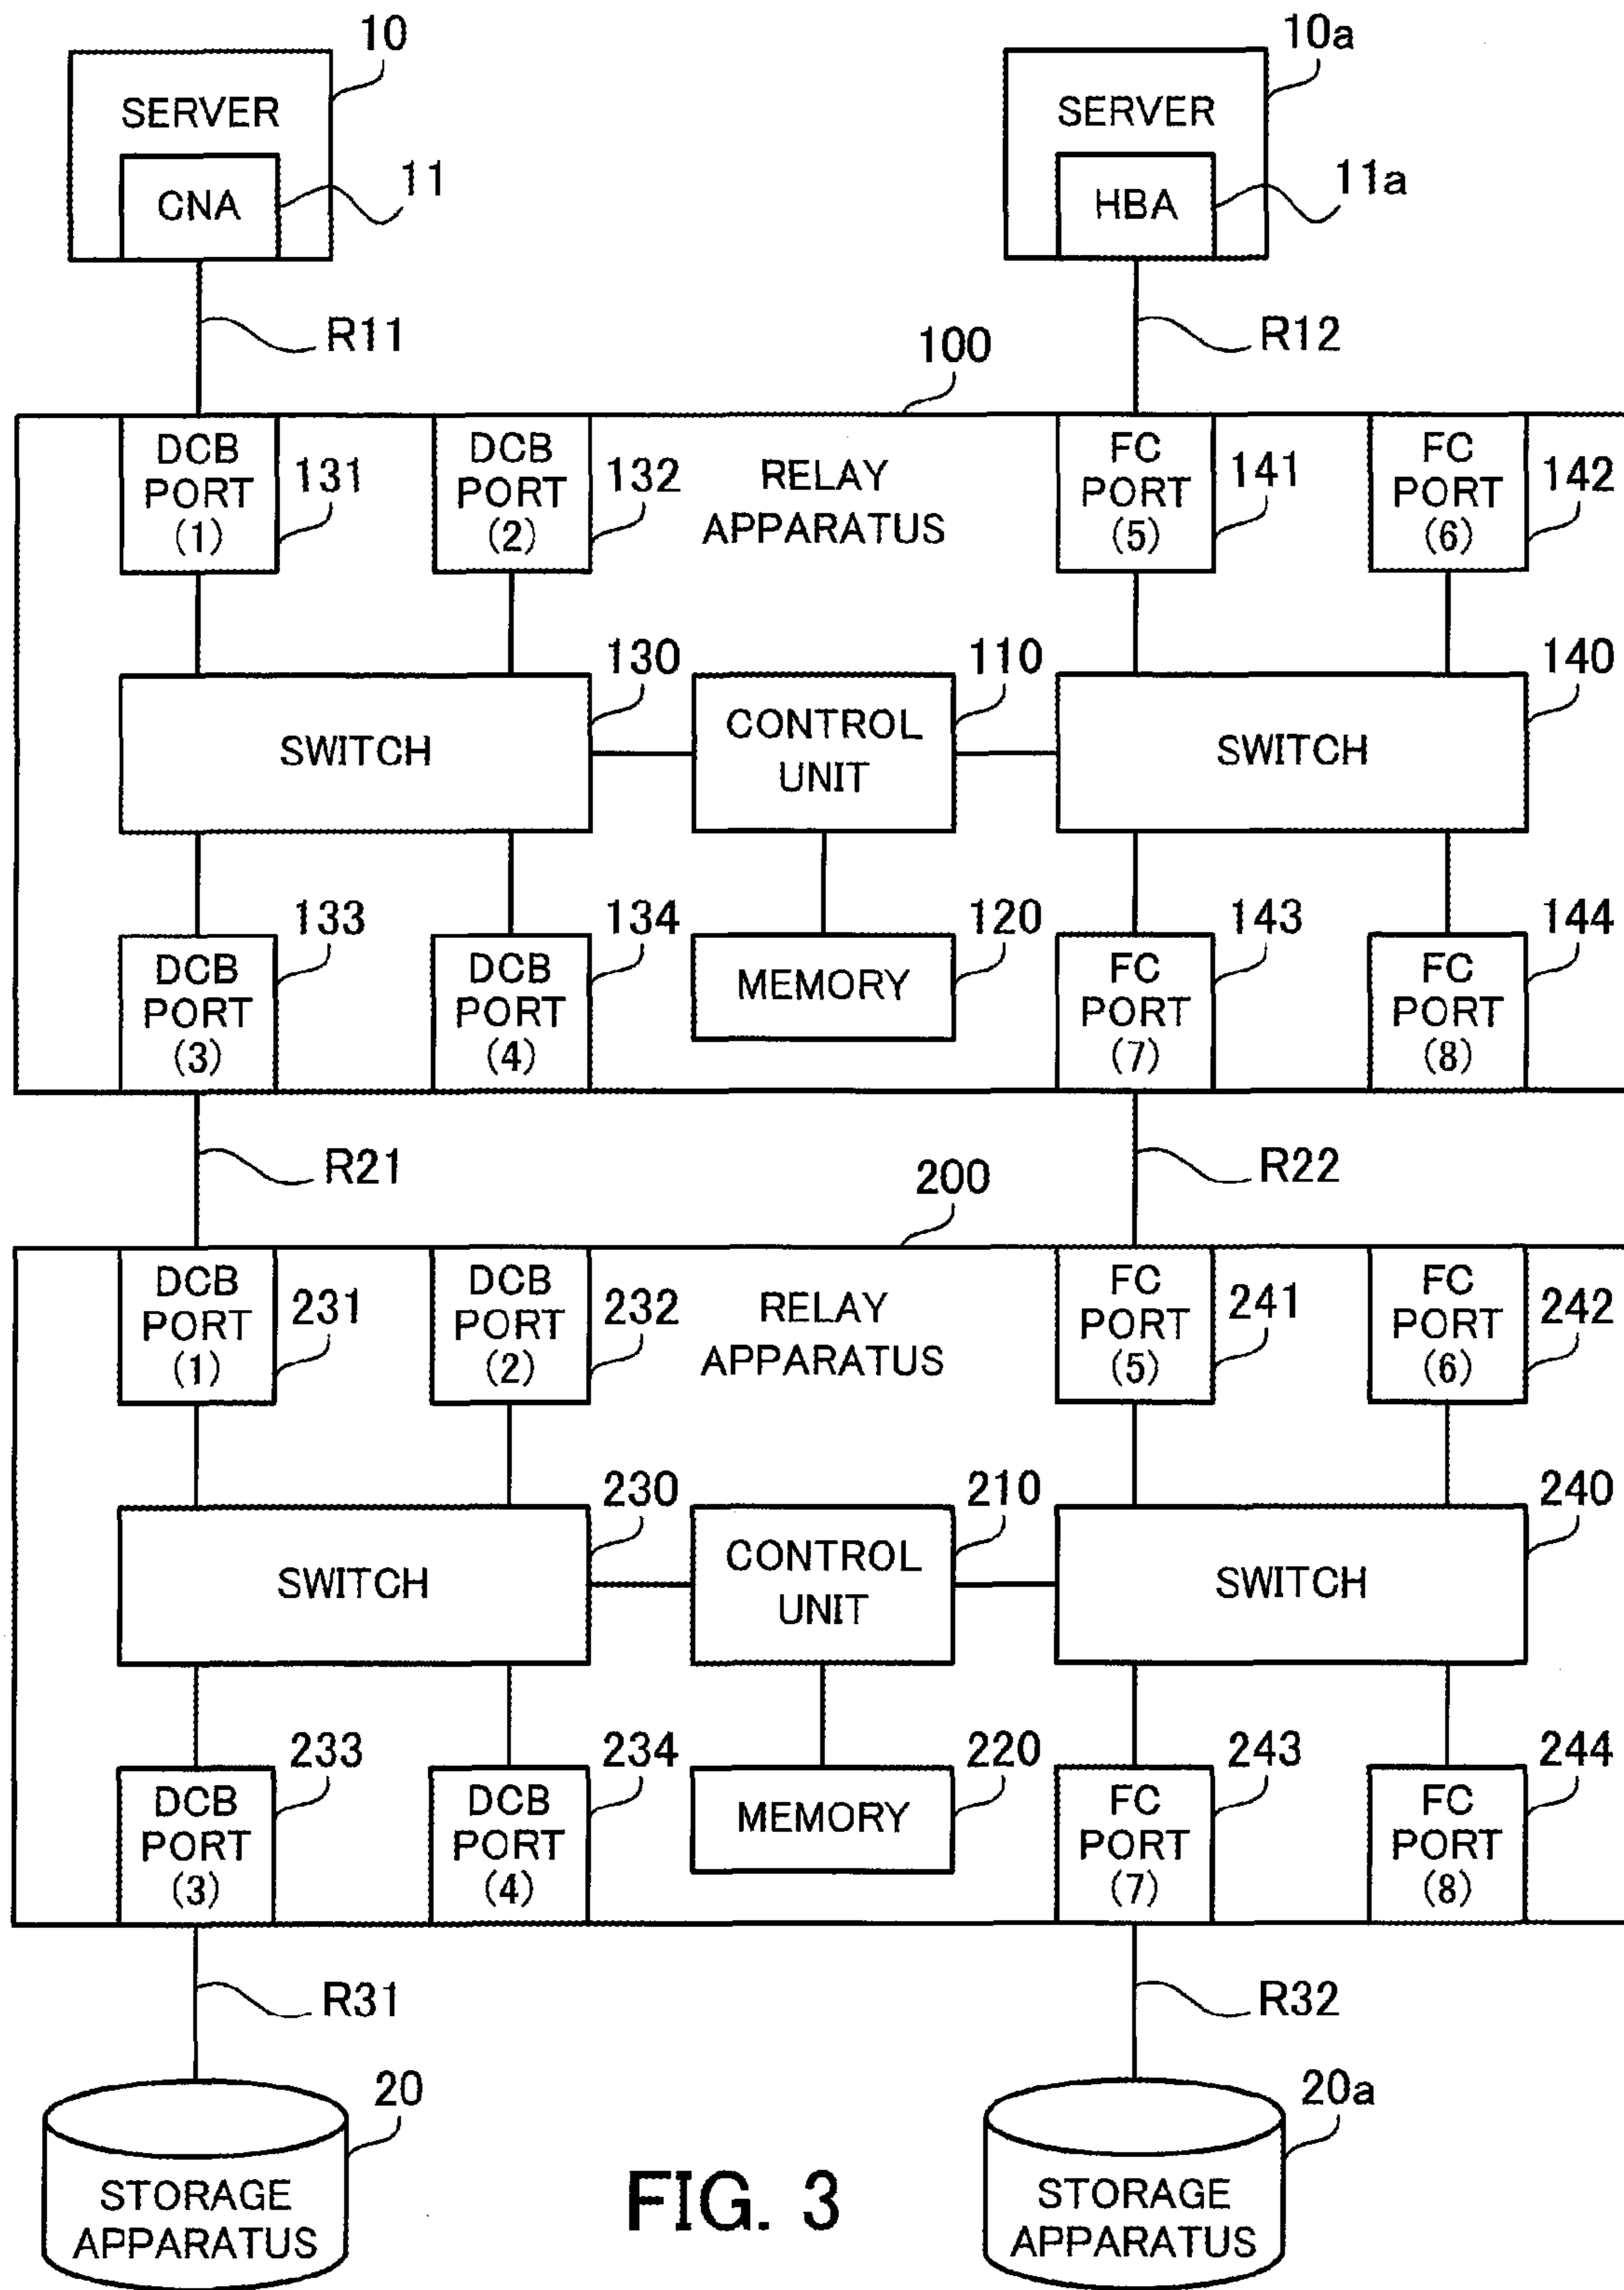 10
10a
SERVER
SERVER
CNA
11
HBA
11a
R11
R12
100
DCB
PORT
(1)
131
DCB
PORT
(2)
132
RELAY
APPARATUS
FC
PORT
(5)
141
FC
PORT
(6)
142
130
110
140
SWITCH
CONTROL
UNIT
SWITCH
133
134
120
143
144
DCB
PORT
(3)
DCB
PORT
(4)
MEMORY
FC
PORT
(7)
FC
PORT
(8)
R21
R22
200
DCB
PORT
(1)
231
DCB
PORT
(2)
232
RELAY
APPARATUS
FC
PORT
(5)
241
FC
PORT
(6)
242
230
210
240
SWITCH
CONTROL
UNIT
SWITCH
233
234
220
243
244
DCB
PORT
(3)
DCB
PORT
(4)
MEMORY
FC
PORT
(7)
FC
PORT
(8)
R31
R32
20
20a
STORAGE
APPARATUS
FIG. 3
STORAGE
APPARATUS